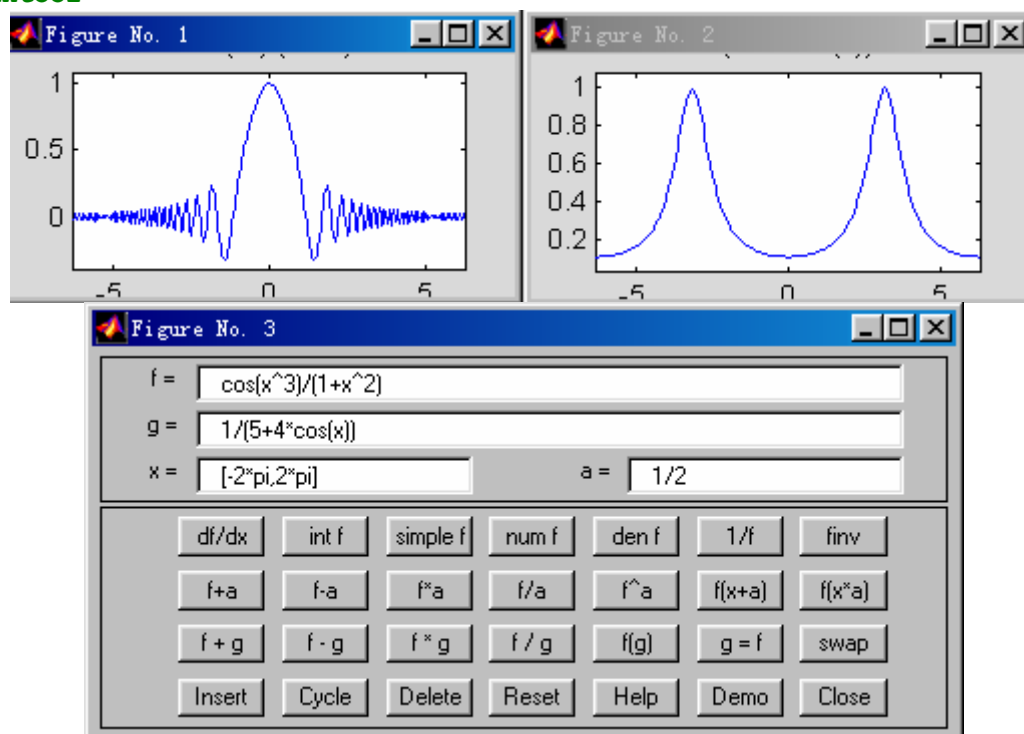 Figure No. 1
1
0.5
0
-5 0 5
Figure No. 2
1
0.8
0.6
0.4
0.2
-5 0 5
Figure No. 3
f = cos(x^3)/(1+x^2)
g = 1/(5+4*cos(x))
x = [-2*pi,2*pi] a = 1/2
df/dx int f simple f num f den f 1/f finv
f+a f-a f*a f/a f^a f(x+a) f(x*a)
f + g f - g f * g f / g f(g) g = f swap
Insert Cycle Delete Reset Help Demo Close